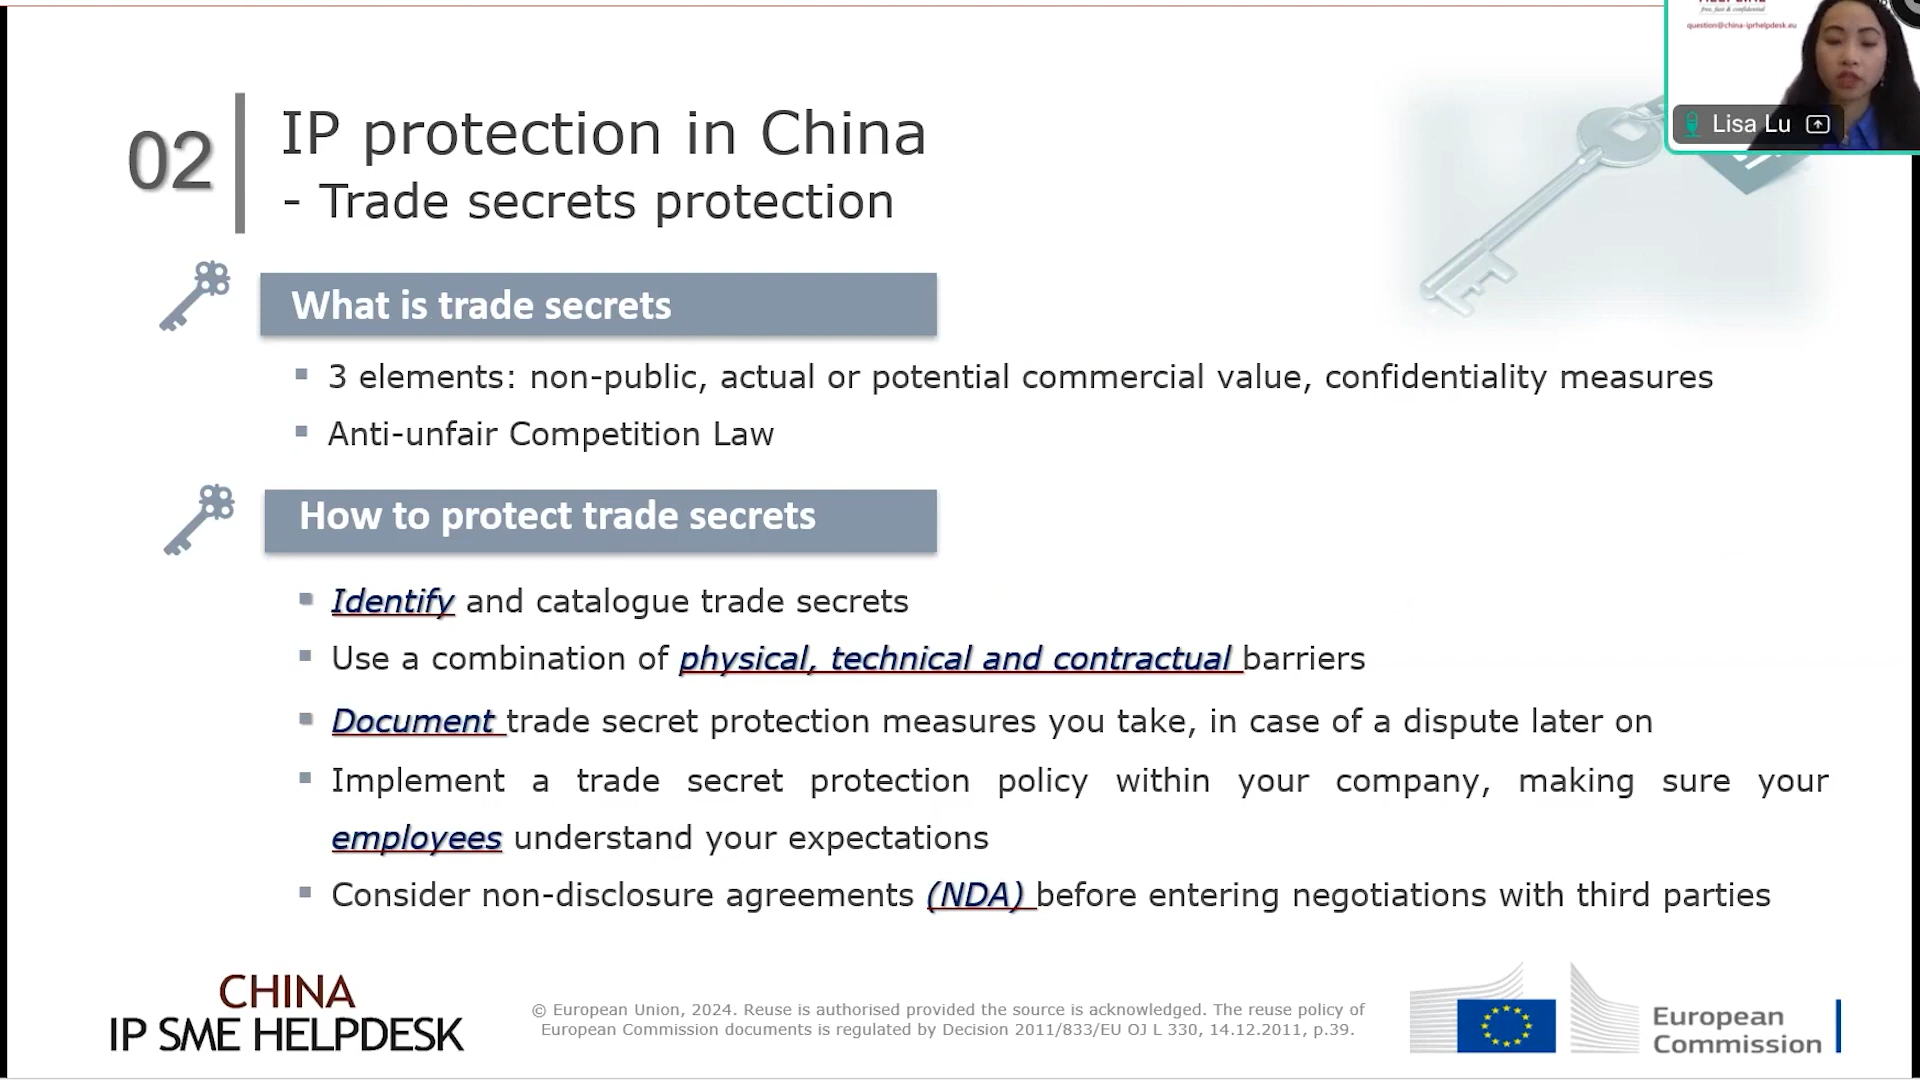 free, fast & confidential
question@china-iprhelpdesk.eu
Lisa Lu
02
IP protection in China
- Trade secrets protection
What is trade secrets
▪ 3 elements: non-public, actual or potential commercial value, confidentiality measures
▪ Anti-unfair Competition Law
How to protect trade secrets
▪ Identify and catalogue trade secrets
▪ Use a combination of physical, technical and contractual barriers
▪ Document trade secret protection measures you take, in case of a dispute later on
▪ Implement a trade secret protection policy within your company, making sure your
employees understand your expectations
▪ Consider non-disclosure agreements (NDA) before entering negotiations with third parties
CHINA
IP SME HELPDESK
© European Union, 2024. Reuse is authorised provided the source is acknowledged. The reuse policy of
European Commission documents is regulated by Decision 2011/833/EU OJ L 330, 14.12.2011, p.39.
European
Commission